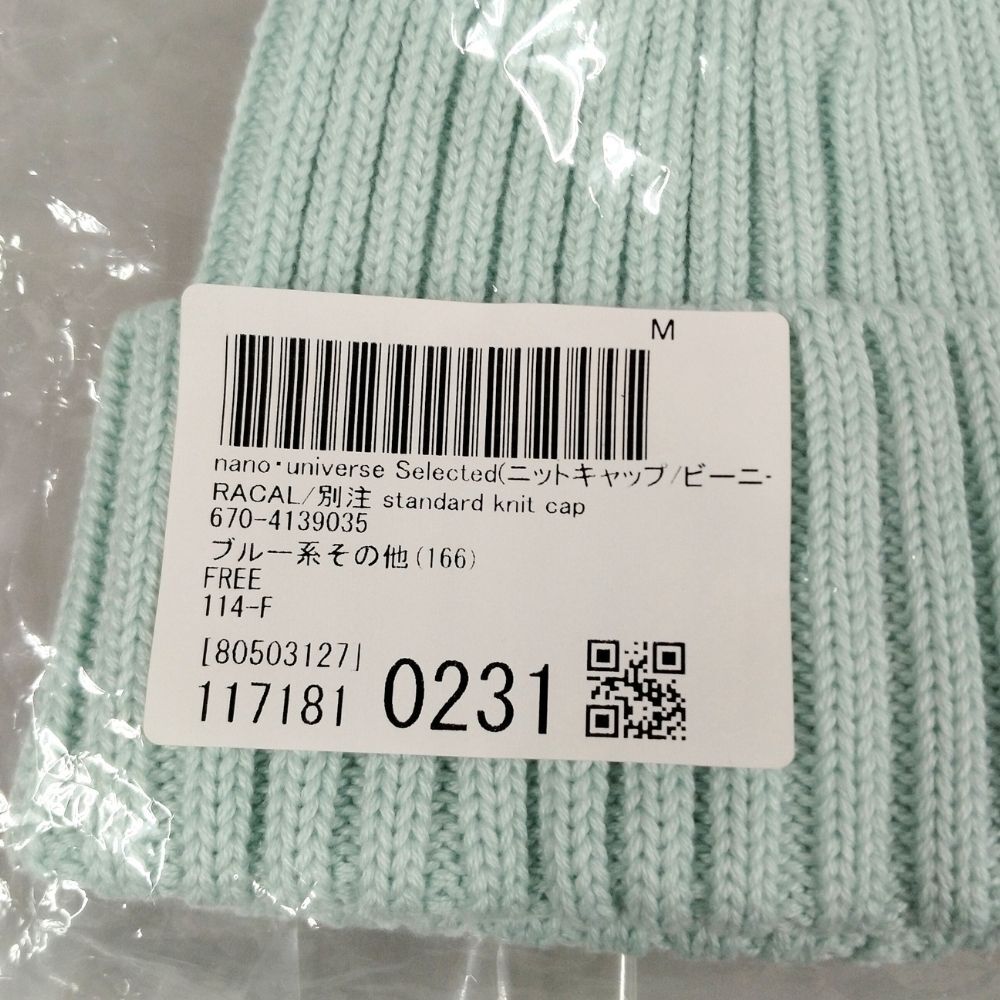 M
nano・universe Selected(ニットキャップ/ビーニ-
RACAL/別注 standard knit cap
670-4139035
ブルー系その他(166)
FREE
114-F
[80503127]
117181 0231